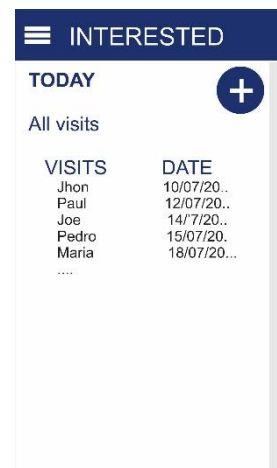 INTERESTED
TODAY
+
All visits
VISITS DATE
Jhon 10/07/20..
Paul 12/07/20..
Joe 14/'7/20..
Pedro 15/07/20.
Maria 18/07/20...
....